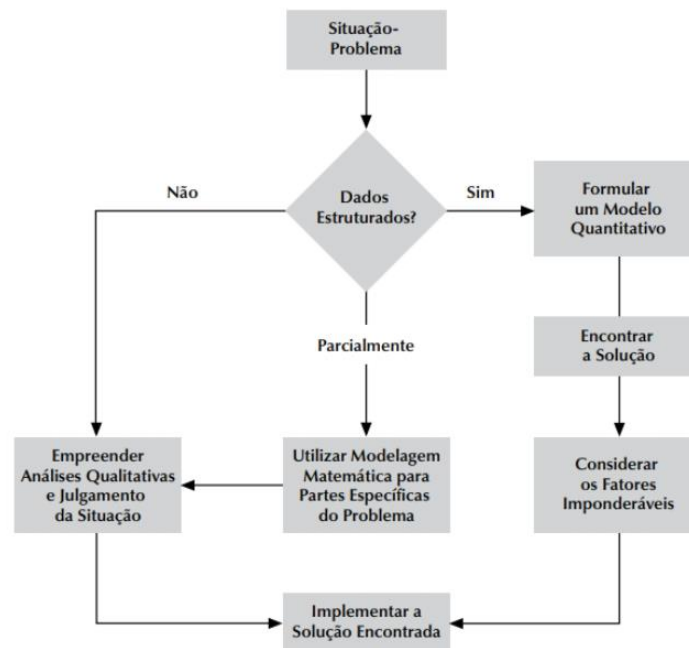 Situação-
Problema
Não
Dados
Estruturados?
Sim
Formular
um Modelo
Quantitativo
Parcialmente
Encontrar
a Solução
Empreender
Análises Qualitativas
e Julgamento
da Situação
Utilizar Modelagem
Matemática para
Partes Específicas
do Problema
Considerar
os Fatores
Imponderáveis
Implementar a
Solução Encontrada